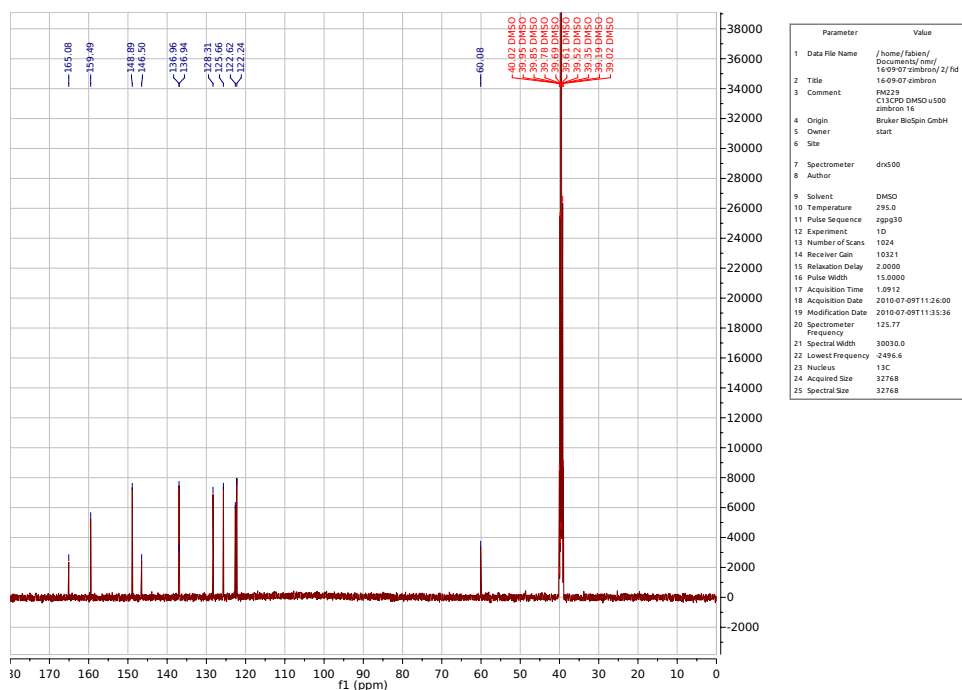 165.08
159.49
148.89
146.50
136.96
136.94
128.31
125.66
122.62
122.24
60.08
40.02 DMSO
39.95 DMSO
39.85 DMSO
39.78 DMSO
39.69 DMSO
39.61 DMSO
39.52 DMSO
39.35 DMSO
39.19 DMSO
39.02 DMSO
38000
36000
34000
32000
30000
28000
26000
24000
22000
20000
18000
16000
14000
12000
10000
8000
6000
4000
2000
0
-2000
80 170 160 150 140 130 120 110 100 90 80 70 60 50 40 30 20 10 0
f1 (ppm)
Parameter Value
1 Data File Name /home/fabien/
Documents/nmr/
16-09-07-zimbron/2/fid
2 Title 16-09-07-zimbron
3 Comment FM229
C13CPD DMSO u500
zimbron 16
4 Origin Bruker BioSpin GmbH
5 Owner start
6 Site
7 Spectrometer drx500
8 Author
9 Solvent DMSO
10 Temperature 295.0
11 Pulse Sequence zgpg30
12 Experiment 1D
13 Number of Scans 1024
14 Receiver Gain 10321
15 Relaxation Delay 2.0000
16 Pulse Width 15.0000
17 Acquisition Time 1.0912
18 Acquisition Date 2010-07-09T11:26:00
19 Modification Date 2010-07-09T11:35:36
20 Spectrometer
Frequency 125.77
21 Spectral Width 30030.0
22 Lowest Frequency -2496.6
23 Nucleus 13C
24 Acquired Size 32768
25 Spectral Size 32768